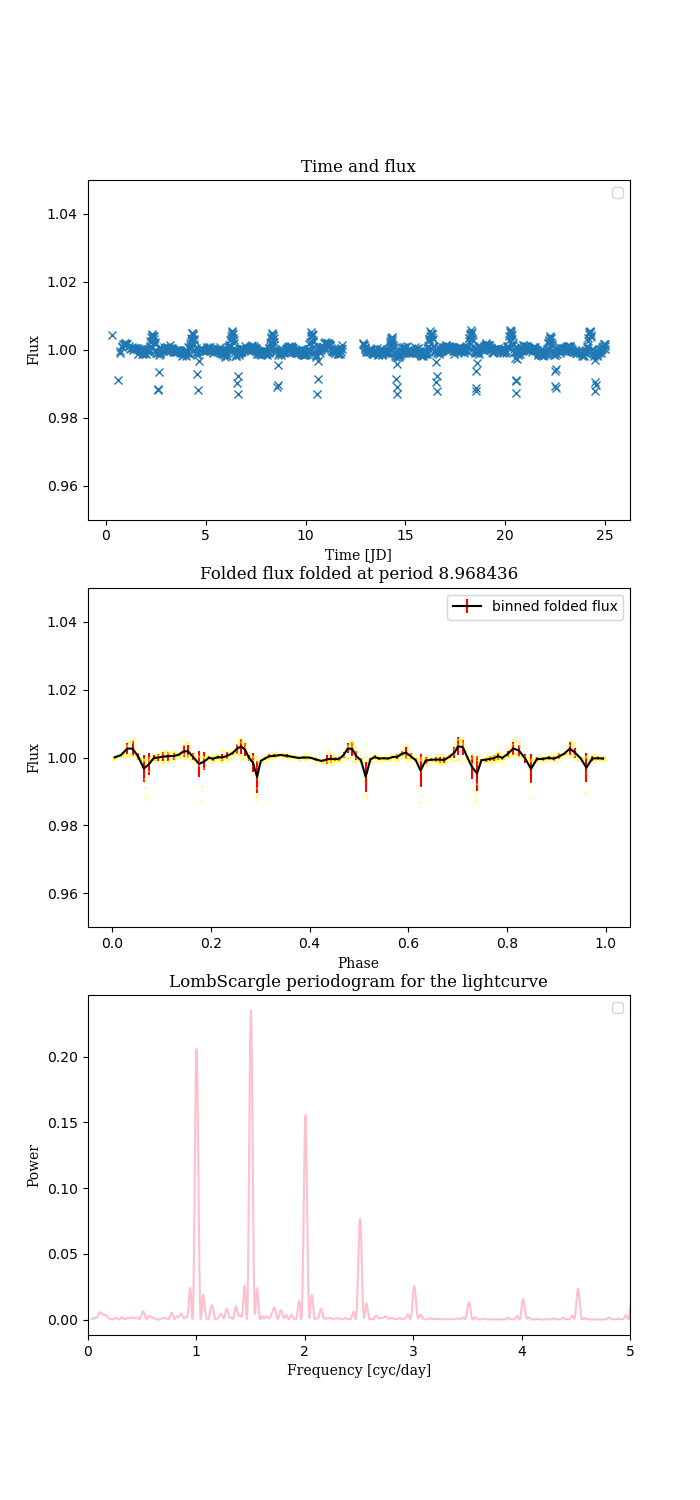 Time and flux
1.04
1.02
1.00
0.98
0.96
Flux
0 5 10 15 20 25
Time [JD]
Folded flux folded at period 8.968436
binned folded flux
1.04
1.02
1.00
0.98
0.96
Flux
0.0 0.2 0.4 0.6 0.8 1.0
Phase
LombScargle periodogram for the lightcurve
0.20
0.15
0.10
0.05
0.00
Power
0 1 2 3 4 5
Frequency [cyc/day]